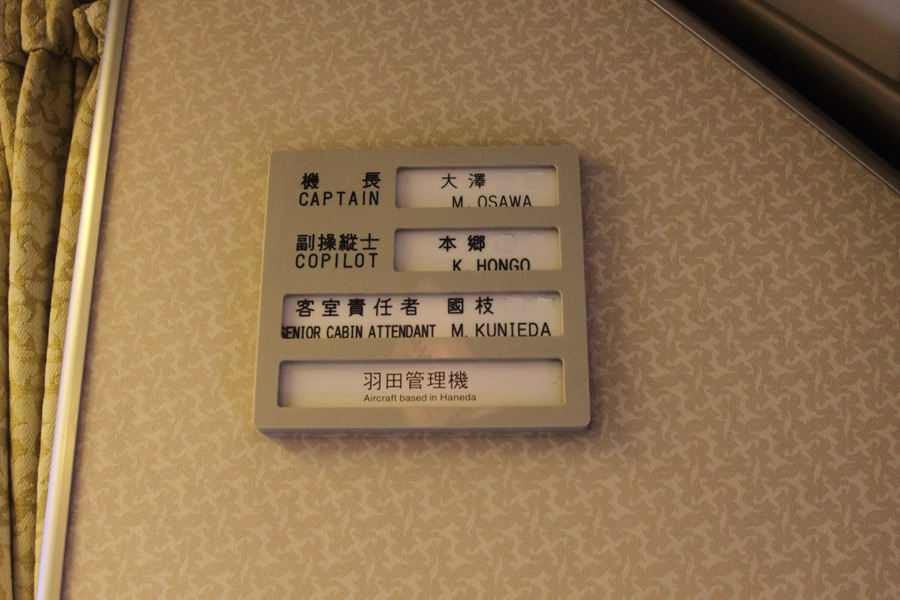 機 長 大 澤
CAPTAIN M. OSAWA
副操縦士 本 郷
COPILOT K. HONGO
客室責任者 國 枝
SENIOR CABIN ATTENDANT M. KUNIEDA
羽田管理機
Aircraft based in Haneda